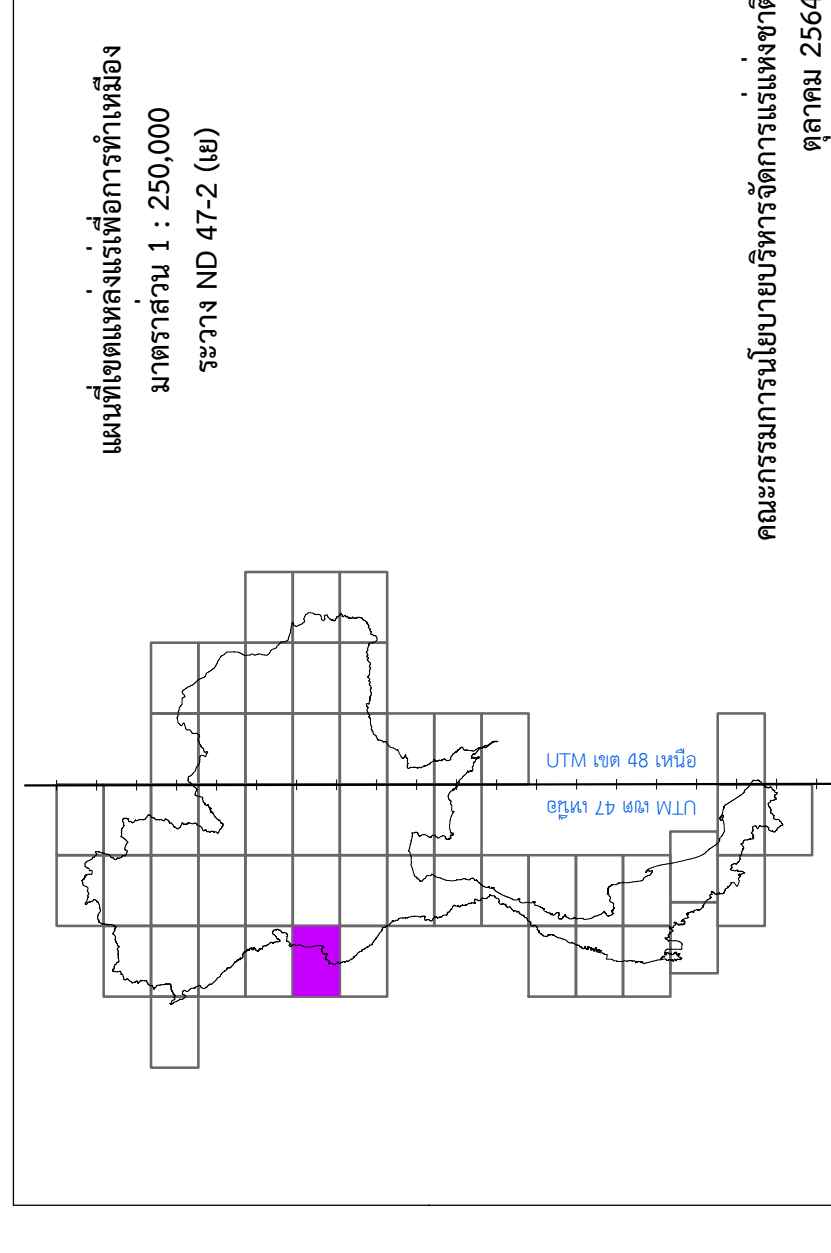 แผนที่เขตแหล่งแร่เพื่อการทำเหมือง
มาตราส่วน 1 : 250,000
ระวาง ND 47-2 (เย)
UTM เขต 48 เหนือ
UTM เขต 47 เหนือ
คณะกรรมการนโยบายบริหารจัดการแร่แห่งชาติ
ตุลาคม 2564